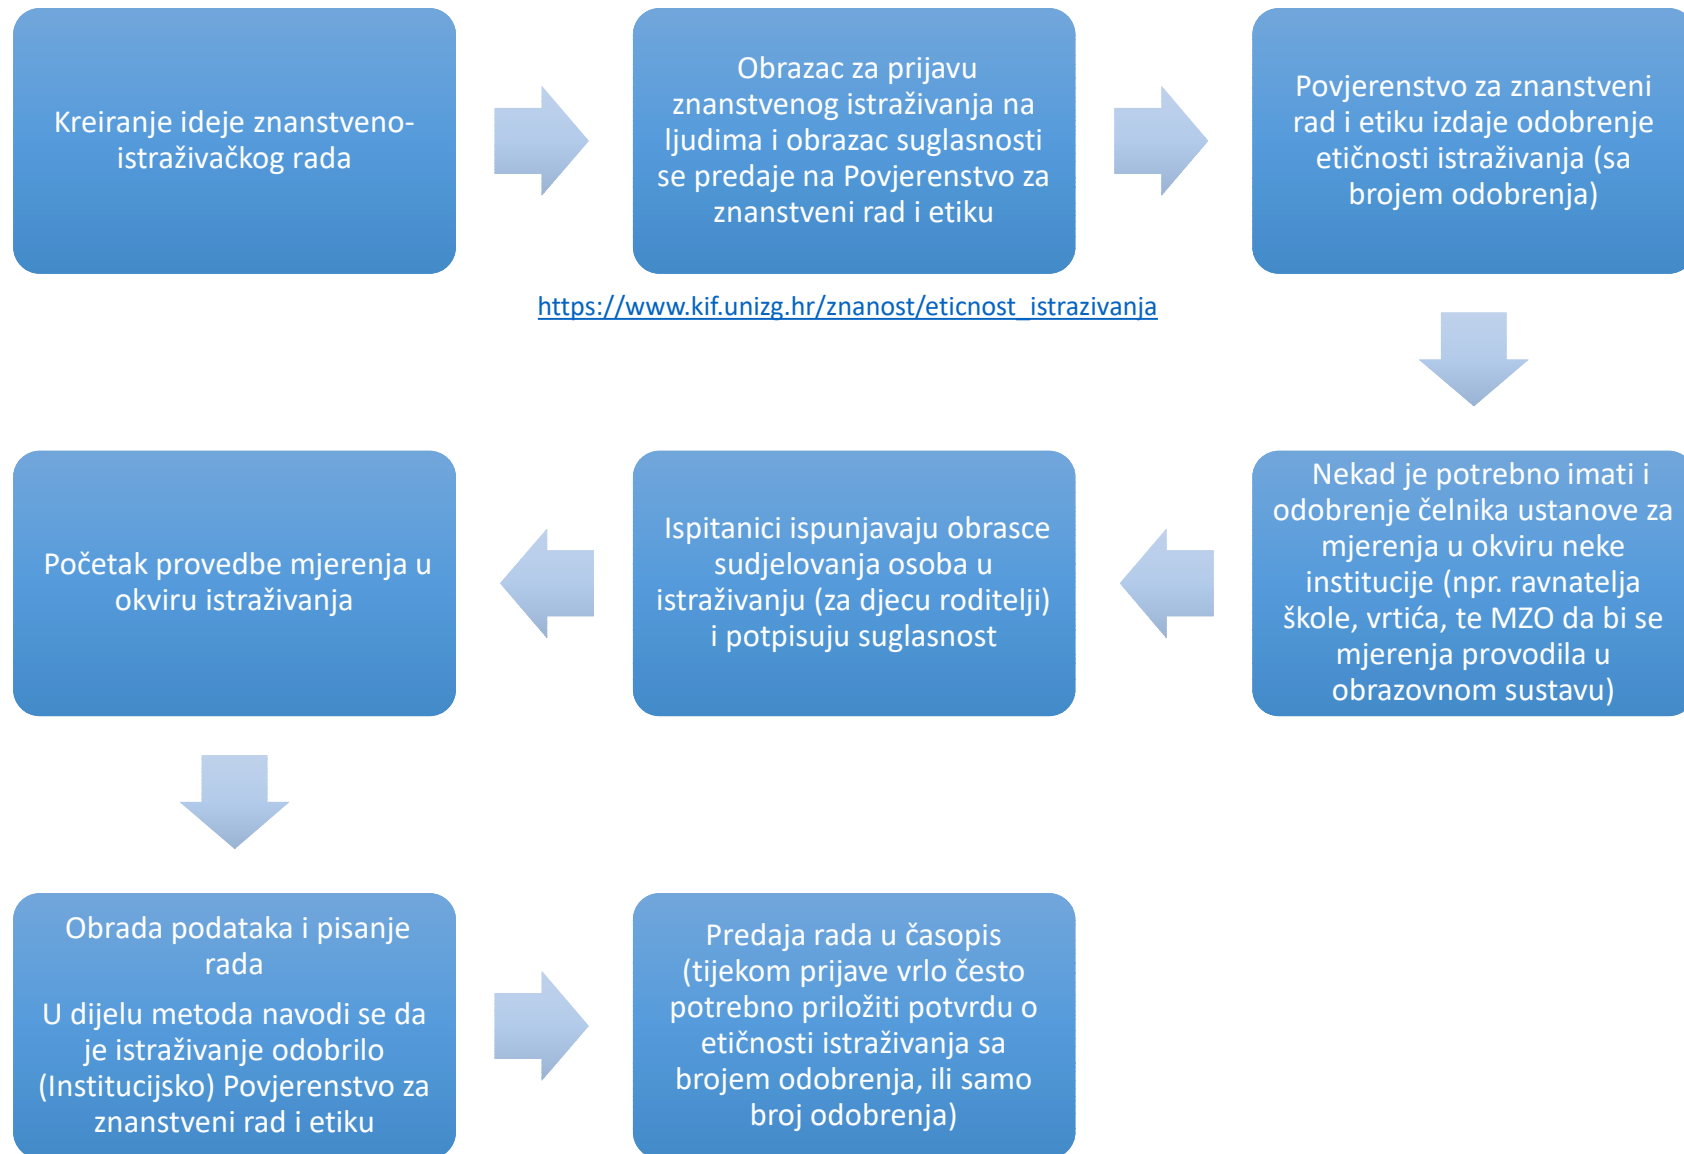 Kreiranje ideje znanstveno-
istraživačkog rada
Obrazac za prijavu
znanstvenog istraživanja na
ljudima i obrazac suglasnosti
se predaje na Povjerenstvo za
znanstveni rad i etiku
Povjerenstvo za znanstveni
rad i etiku izdaje odobrenje
etičnosti istraživanja (sa
brojem odobrenja)
https://www.kif.unizg.hr/znanost/eticnost_istrazivanja
Nekad je potrebno imati i
odobrenje čelnika ustanove za
mjerenja u okviru neke
institucije (npr. ravnatelja
škole, vrtića, te MZO da bi se
mjerenja provodila u
obrazovnom sustavu)
Ispitanici ispunjavaju obrasce
sudjelovanja osoba u
istraživanju (za djecu roditelji)
i potpisuju suglasnost
Početak provedbe mjerenja u
okviru istraživanja
Obrada podataka i pisanje
rada
U dijelu metoda navodi se da
je istraživanje odobrilo
(Institucijsko) Povjerenstvo za
znanstveni rad i etiku
Predaja rada u časopis
(tijekom prijave vrlo često
potrebno priložiti potvrdu o
etičnosti istraživanja sa
brojem odobrenja, ili samo
broj odobrenja)